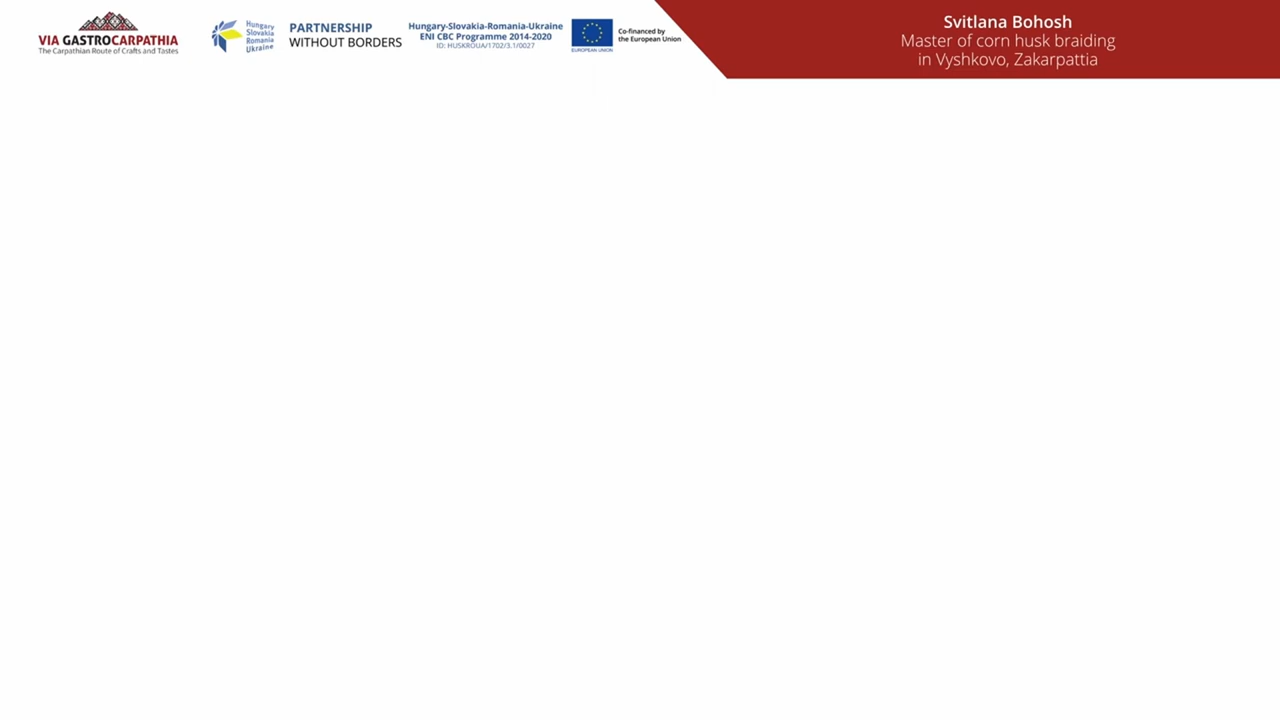 VIA GASTROCARPATHIA
The Carpathian Route of Crafts and Tastes
Hungary
Slovakia
Romania
Ukraine
PARTNERSHIP
WITHOUT BORDERS
Hungary-Slovakia-Romania-Ukraine
ENI CBC Programme 2014-2020
ID: HUSKROUA/1702/3.1/0027
EUROPEAN UNION
Co-financed by
the European Union
Svitlana Bohosh
Master of corn husk braiding
in Vyshkovo, Zakarpattia